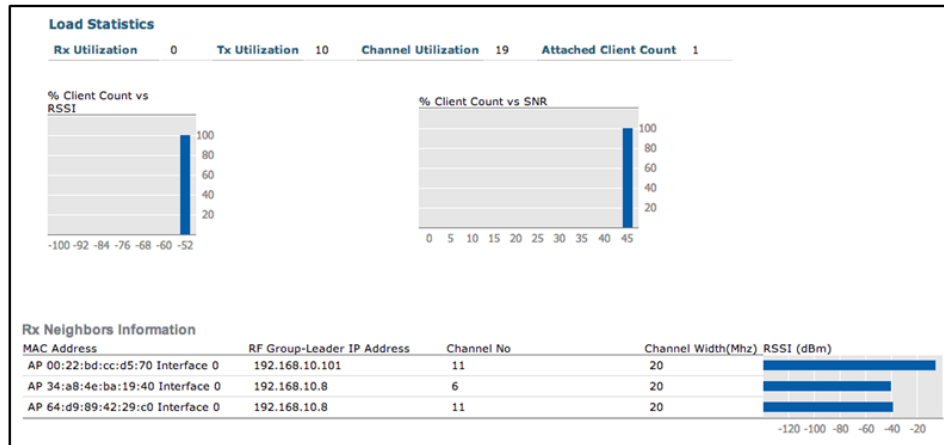 Load Statistics
Rx Utilization 0 Tx Utilization 10 Channel Utilization 19 Attached Client Count 1
% Client Count vs
RSSI
100
80
60
40
20
-100 -92 -84 -76 -68 -60 -52
% Client Count vs SNR
100
80
60
40
20
0 5 10 15 20 25 30 35 40 45
Rx Neighbors Information
MAC Address RF Group-Leader IP Address Channel No Channel Width(Mhz) RSSI (dBm)
AP 00:22:bd:cc:d5:70 Interface 0 192.168.10.101 11 20
AP 34:a8:4e:ba:19:40 Interface 0 192.168.10.8 6 20
AP 64:d9:89:42:29:c0 Interface 0 192.168.10.8 11 20
-120 -100 -80 -60 -40 -20